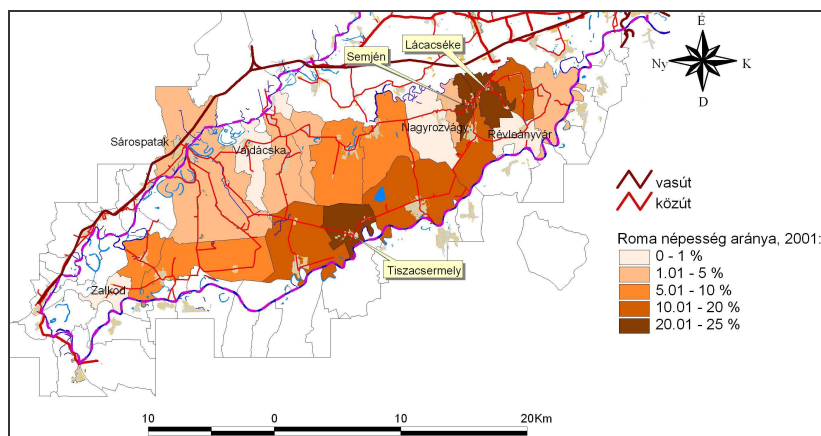 É
Lácacséke
Semjén
Ny
K
D
Sárospatak
Nagyrozvágy
Révleányvár
Vajdácska
vasút
közút
Roma népesség aránya, 2001:
0 - 1 %
1.01 - 5 %
5.01 - 10 %
10.01 - 20 %
20.01 - 25 %
Tiszacsermely
Zalkod
10 0 10 20Km